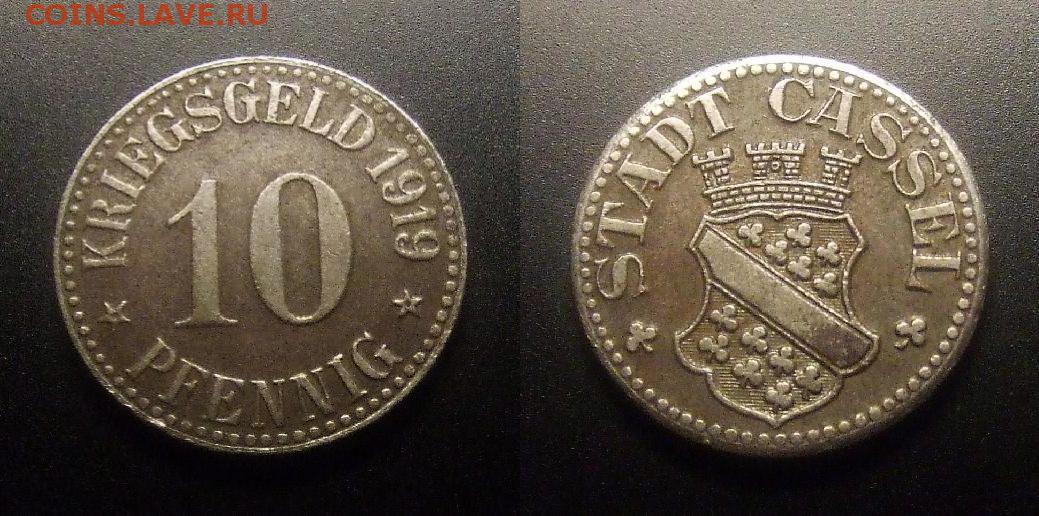 COINS.LAVE.RU
KRIEGSGELD 1919
10
PFENNIG
STADT CASSEL